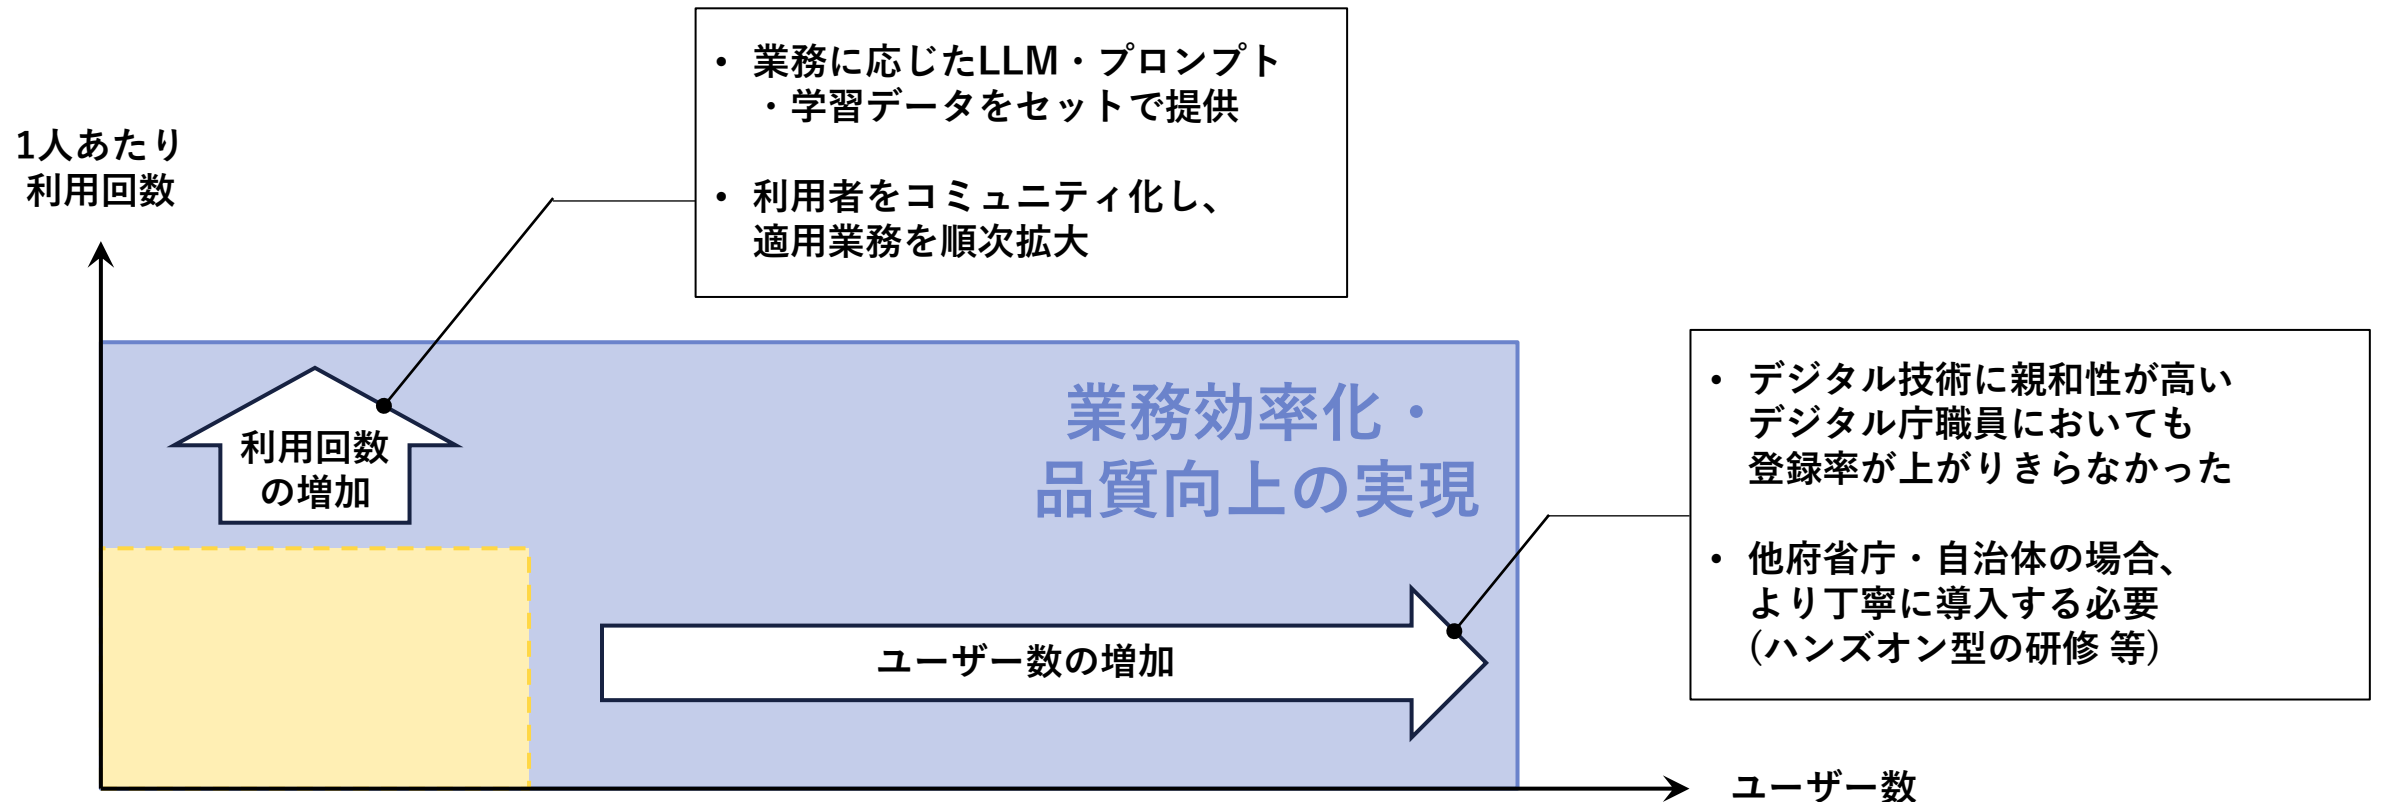 • 業務に応じたLLM・プロンプト
・学習データをセットで提供
• 利用者をコミュニティ化し、
適用業務を順次拡大
1人あたり
利用回数
• デジタル技術に親和性が高い
デジタル庁職員においても
登録率が上がりきらなかった
• 他府省庁・自治体の場合、
より丁寧に導入する必要
(ハンズオン型の研修 等)
業務効率化・
品質向上の実現
利用回数
の増加
ユーザー数の増加
ユーザー数